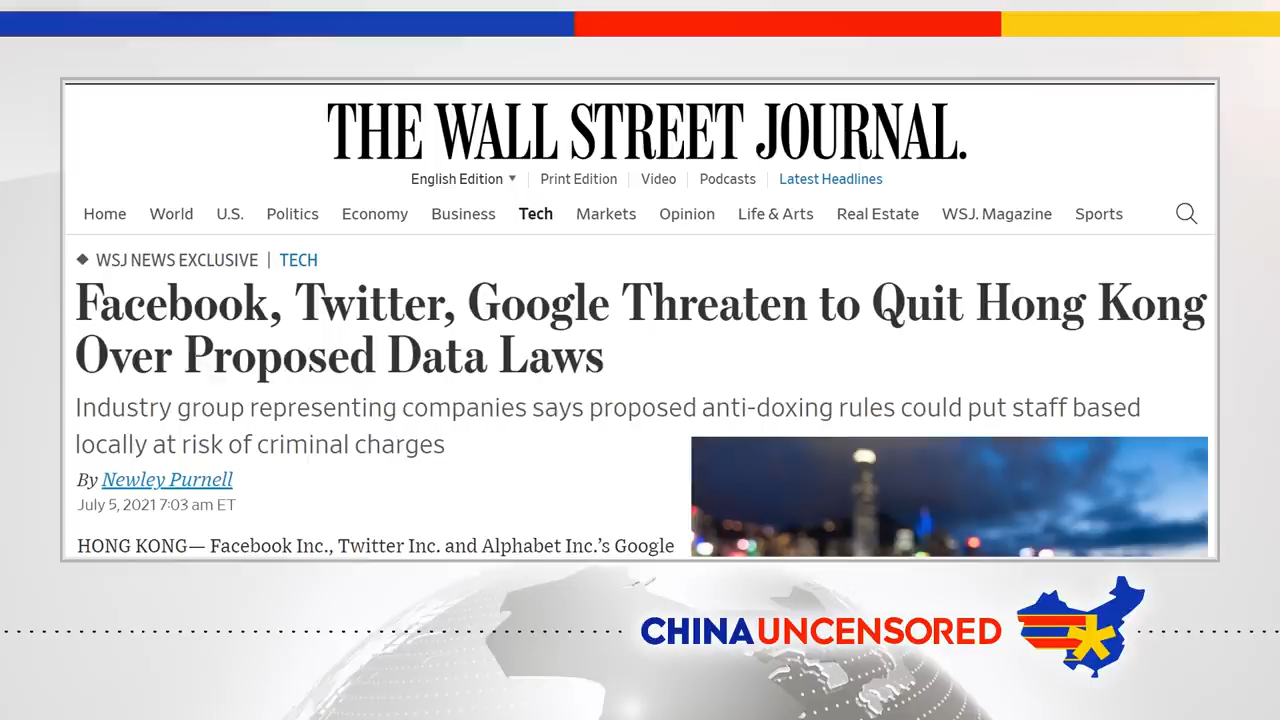 THE WALL STREET JOURNAL.
English Edition ▼ | Print Edition | Video | Podcasts | Latest Headlines
Home World U.S. Politics Economy Business Tech Markets Opinion Life & Arts Real Estate WSJ. Magazine Sports
◆ WSJ NEWS EXCLUSIVE | TECH
Facebook, Twitter, Google Threaten to Quit Hong Kong
Over Proposed Data Laws
Industry group representing companies says proposed anti-doxing rules could put staff based
locally at risk of criminal charges
By Newley Purnell
July 5, 2021 7:03 am ET
HONG KONG— Facebook Inc., Twitter Inc. and Alphabet Inc.’s Google
CHINA UNCENSORED